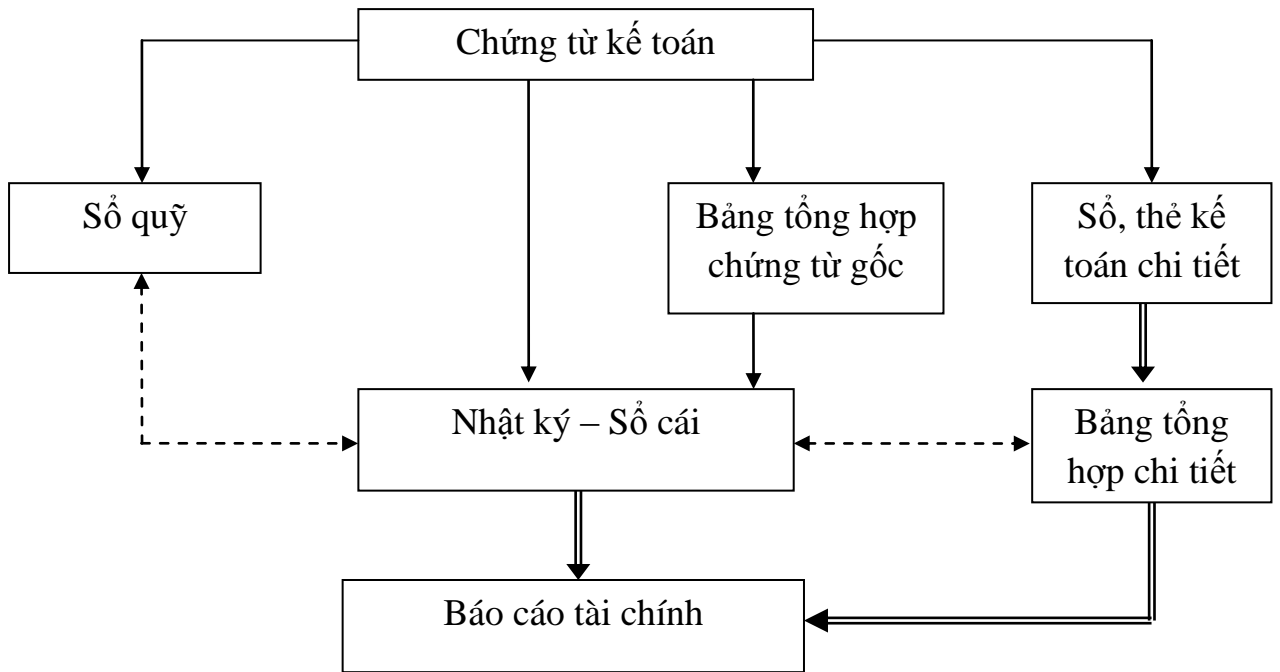 Chứng từ kế toán
Sổ quỹ
Bảng tổng hợp
chứng từ gốc
Sổ, thẻ kế
toán chi tiết
Nhật ký – Sổ cái
Bảng tổng
hợp chi tiết
Báo cáo tài chính